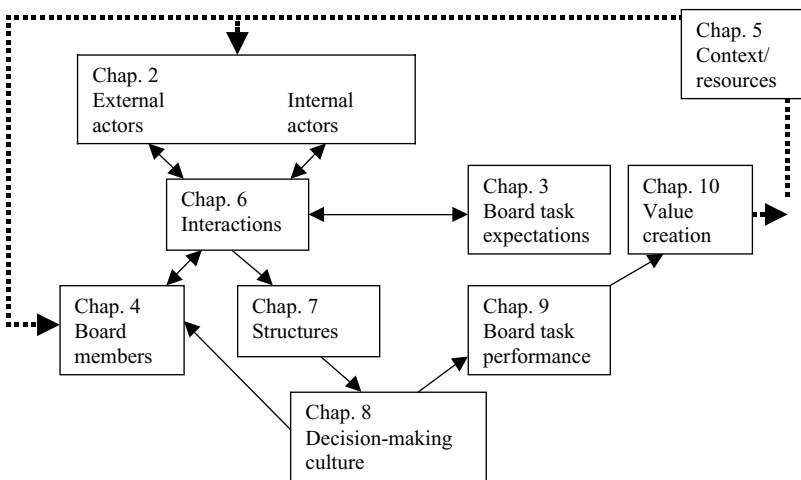 Chap. 5
Context/
resources
Chap. 2
External
actors
Internal
actors
Chap. 6
Interactions
Chap. 3
Board task
expectations
Chap. 10
Value
creation
Chap. 4
Board
members
Chap. 7
Structures
Chap. 9
Board task
performance
Chap. 8
Decision-making
culture